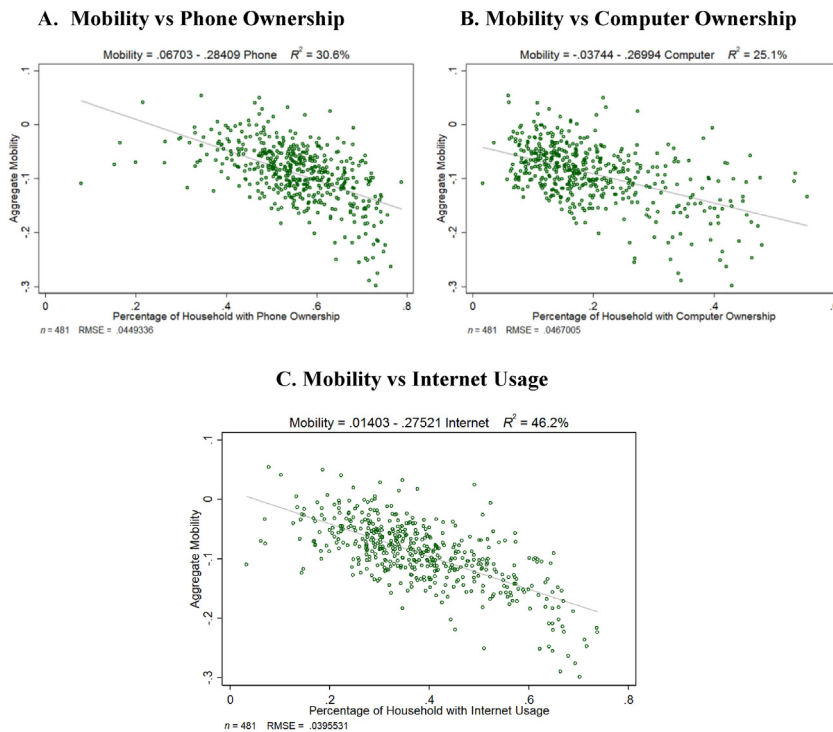 A. Mobility vs Phone Ownership
Mobility = .06703 - .28409 Phone R² = 30.6%
Aggregate Mobility
.1
0
-.1
-.2
-.3
0 .2 .4 .6 .8
Percentage of Household with Phone Ownership
n = 481 RMSE = .0449336
B. Mobility vs Computer Ownership
Mobility = -.03744 - .26994 Computer R² = 25.1%
Aggregate Mobility
.1
0
-.1
-.2
-.3
0 .2 .4
Percentage of Household with Computer Ownership
n = 481 RMSE = .0467005
C. Mobility vs Internet Usage
Mobility = .01403 - .27521 Internet R² = 46.2%
Aggregate Mobility
.1
0
-.1
-.2
-.3
0 .2 .4 .6 .8
Percentage of Household with Internet Usage
n = 481 RMSE = .0395531